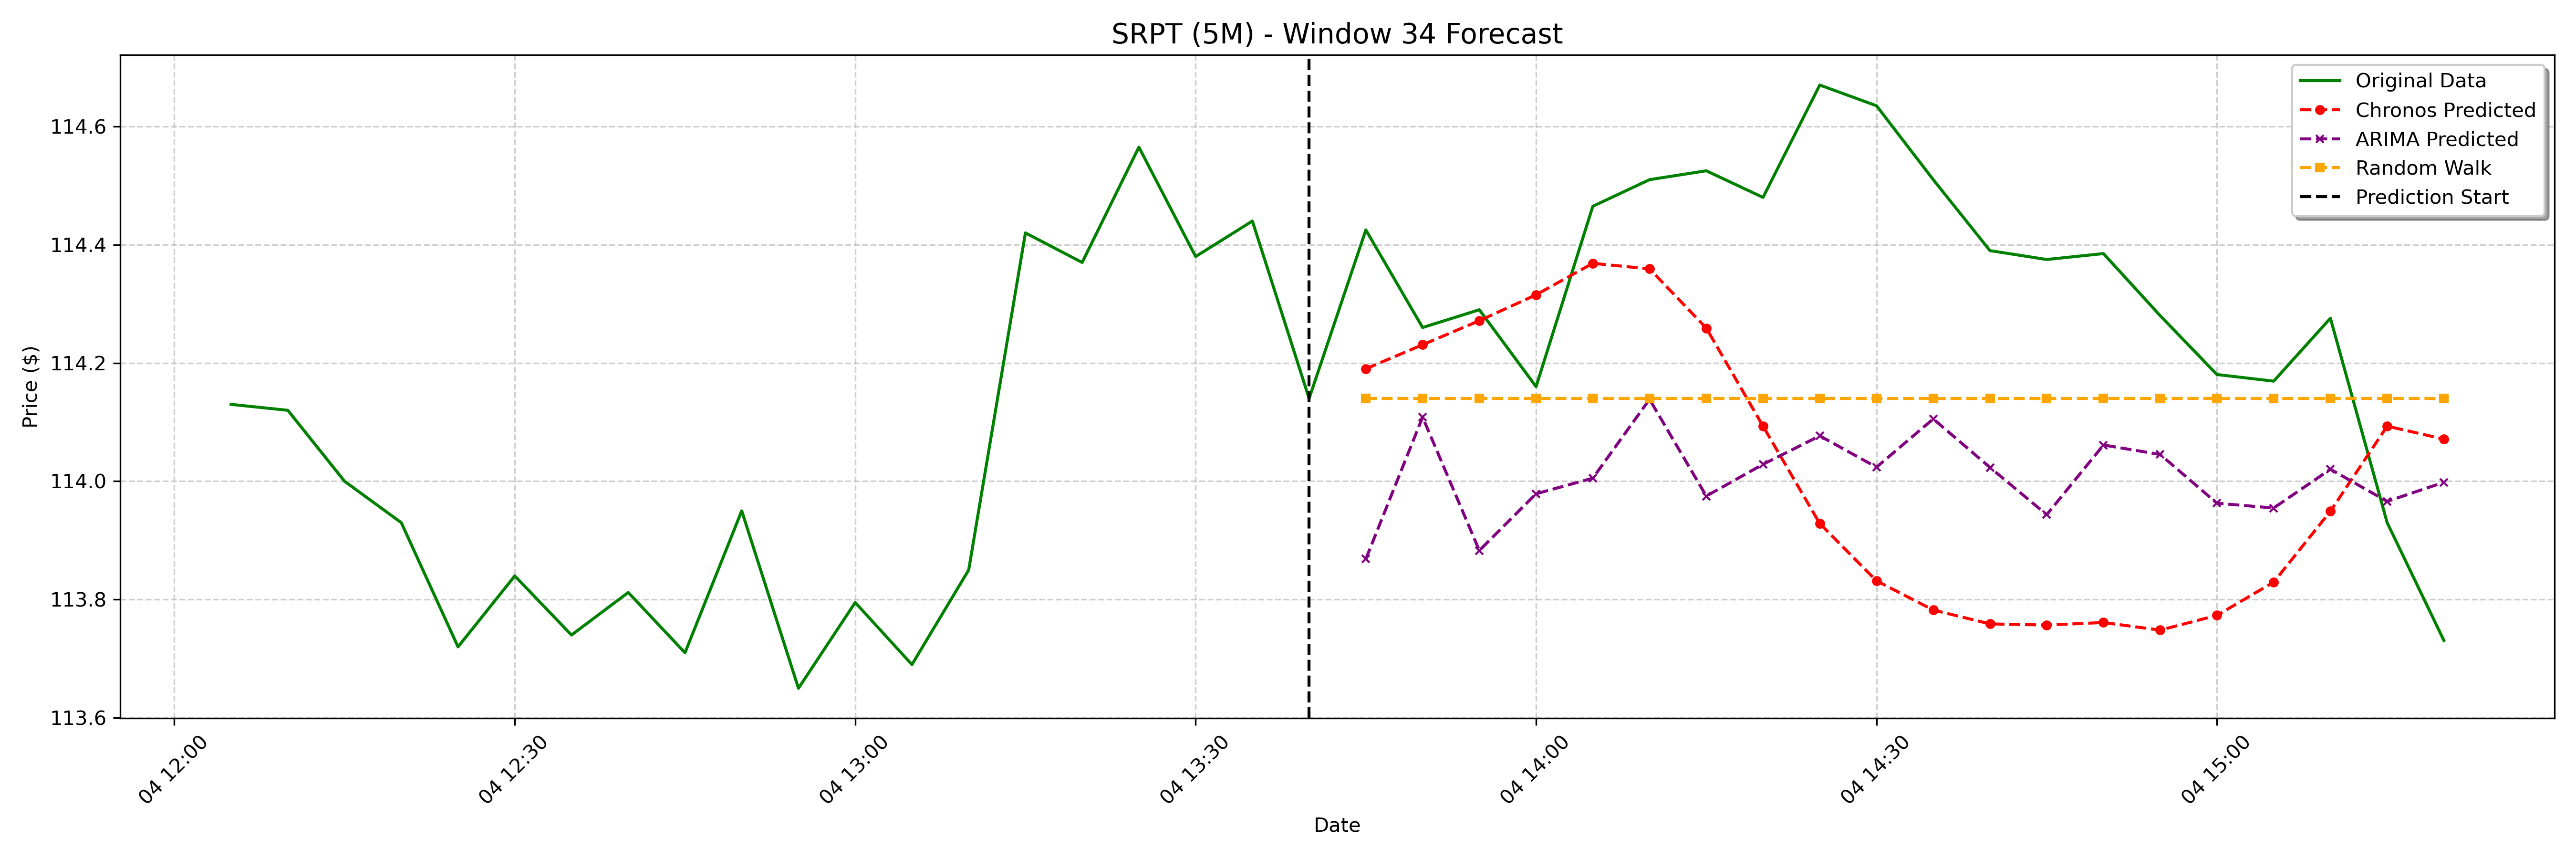 SRPT (5M) - Window 34 Forecast
Original Data
Chronos Predicted
ARIMA Predicted
Random Walk
Prediction Start
Price ($)
114.6
114.4
114.2
114.0
113.8
113.6
04 12:00
04 12:30
04 13:00
04 13:30
04 14:00
04 14:30
04 15:00
Date